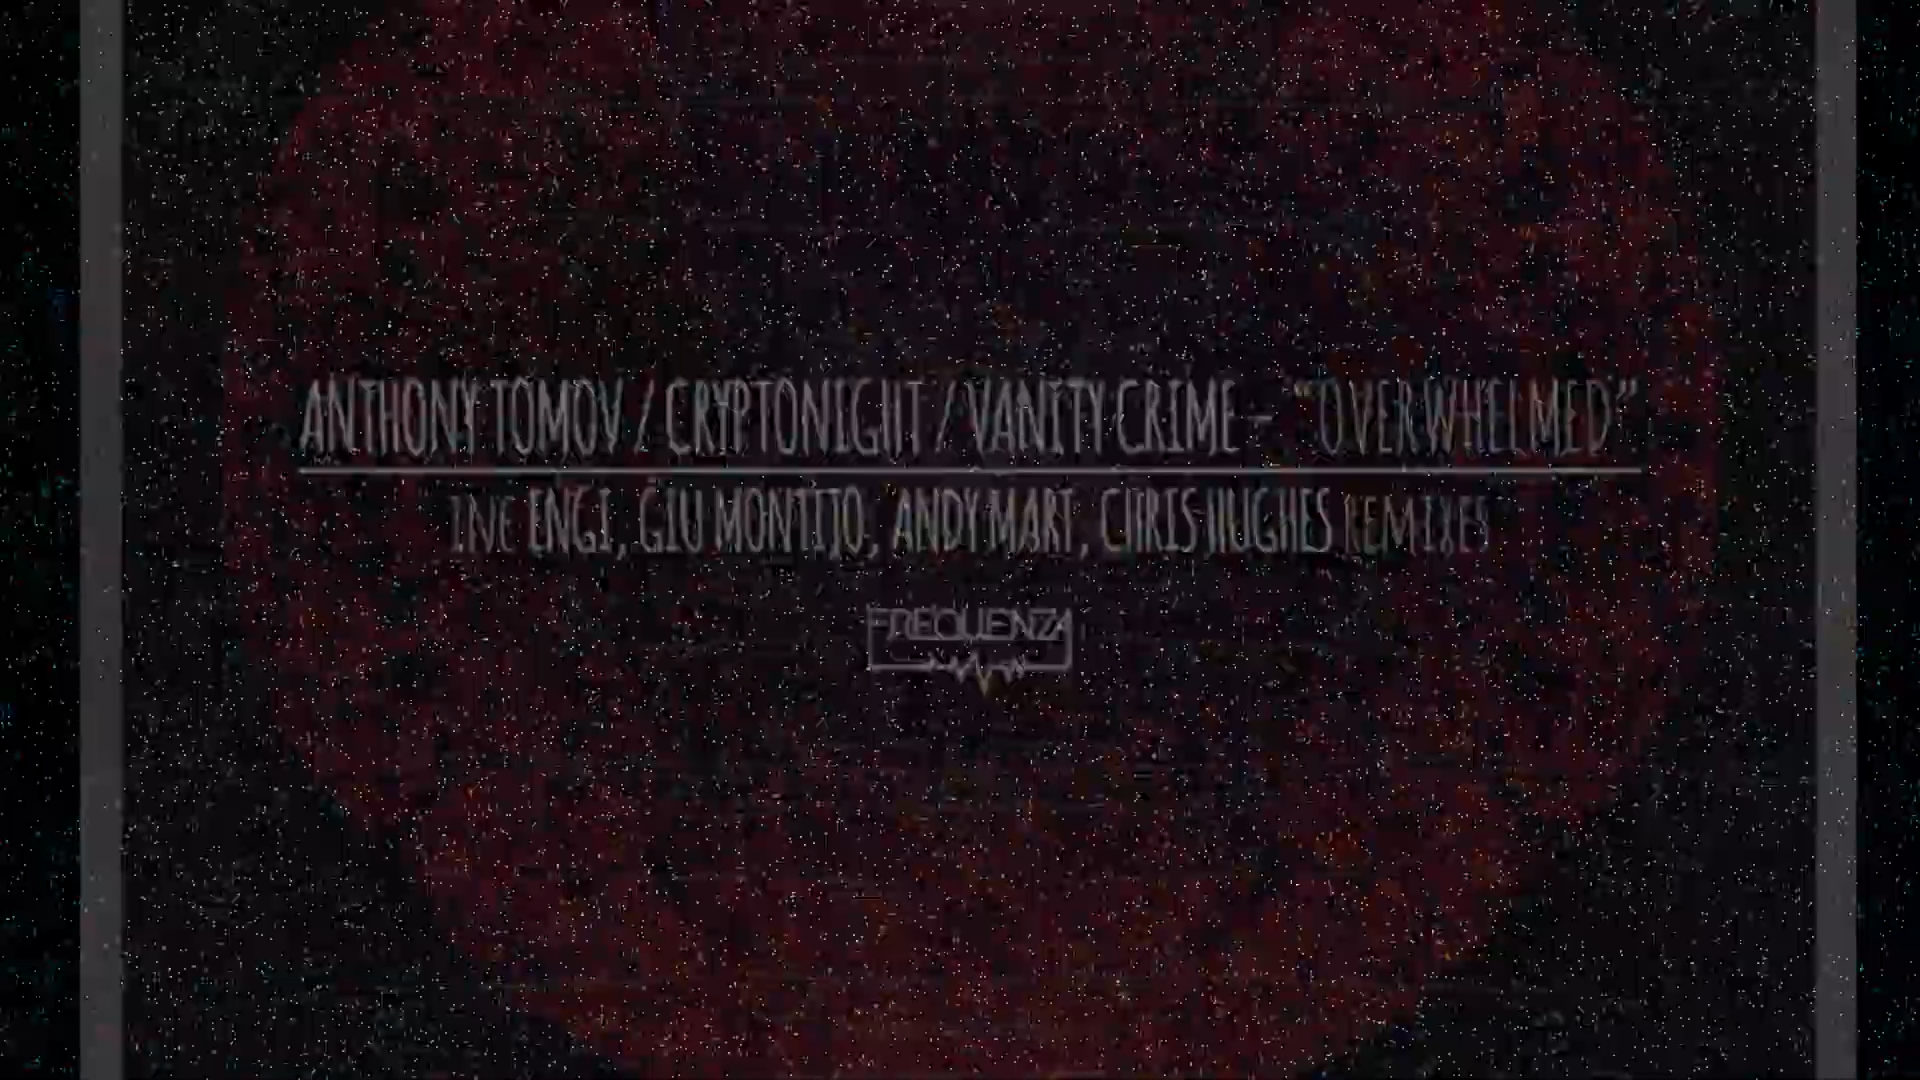 ANTHONY TOMOV / CRYPTONIGHT / VANITY CRIME - “OVERWHELMED”
INC ENGI, GIU MONTIJO, ANDY MART, CHRIS HUGHES REMIXES
FREQUENZA